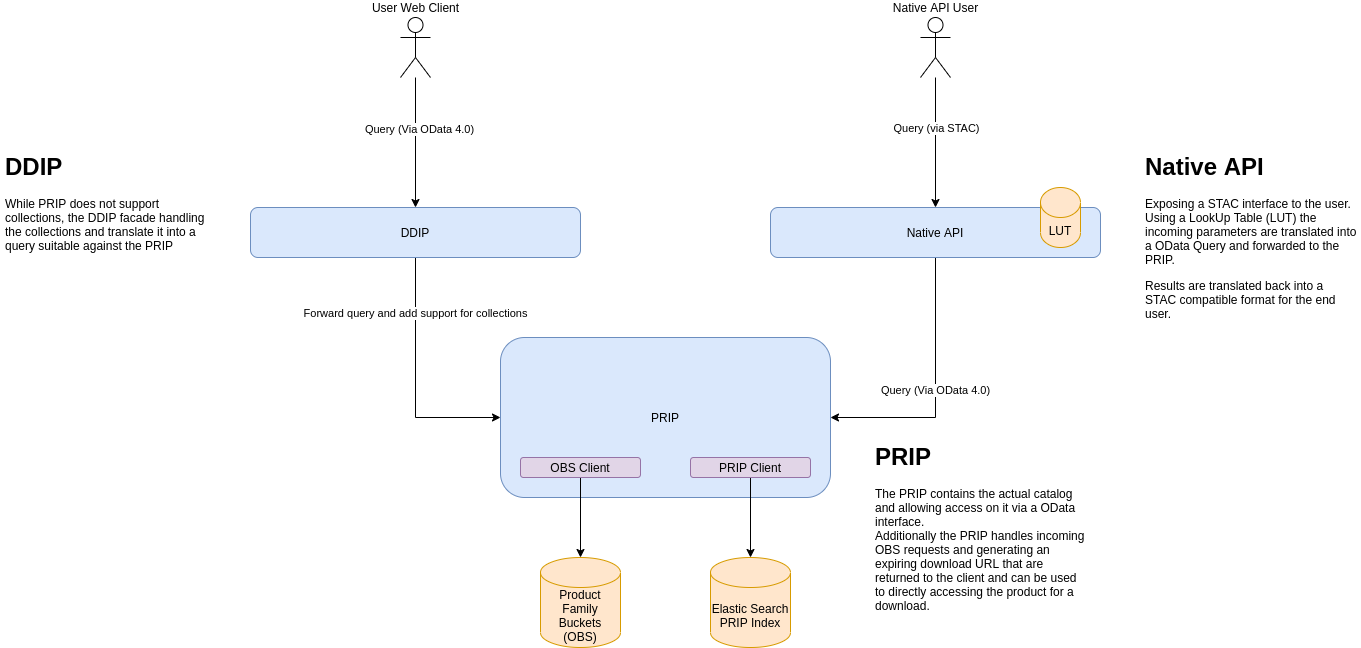 User Web Client
Native API User
Query (Via OData 4.0)
Query (via STAC)
DDIP
While PRIP does not support
collections, the DDIP facade handling
the collections and translate it into a
query suitable against the PRIP
DDIP
Native API
LUT
Native API
Exposing a STAC interface to the user.
Using a LookUp Table (LUT) the
incoming parameters are translated into
a OData Query and forwarded to the
PRIP.
Results are translated back into a
STAC compatible format for the end
user.
Forward query and add support for collections
Query (Via OData 4.0)
PRIP
OBS Client
PRIP Client
PRIP
The PRIP contains the actual catalog
and allowing access on it via a OData
interface.
Additionally the PRIP handles incoming
OBS requests and generating an
expiring download URL that are
returned to the client and can be used
to directly accessing the product for a
download.
Product
Family
Buckets
(OBS)
Elastic Search
PRIP Index